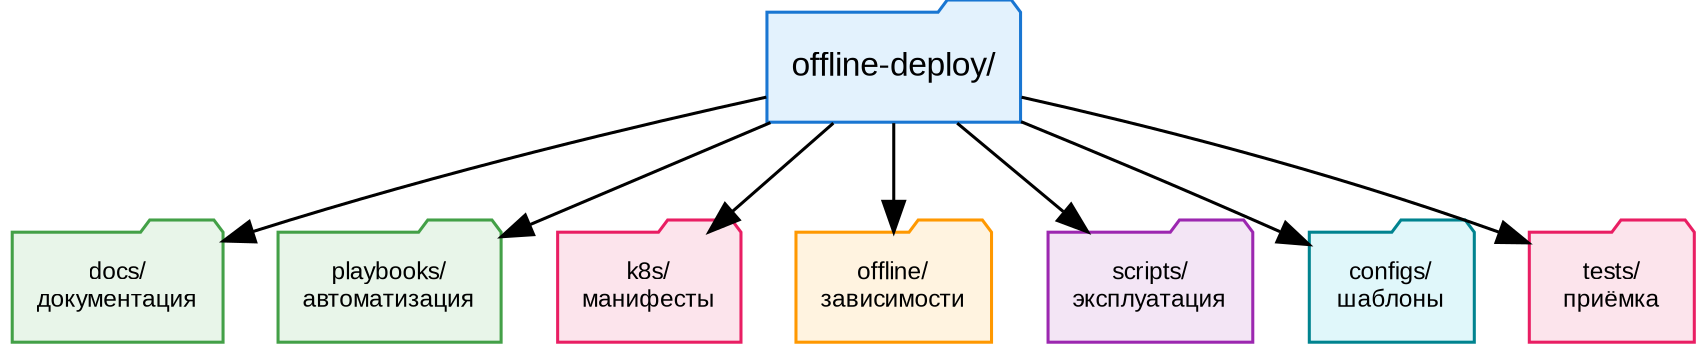 offline-deploy/
docs/
документация
playbooks/
автоматизация
k8s/
манифесты
offline/
зависимости
scripts/
эксплуатация
configs/
шаблоны
tests/
приёмка